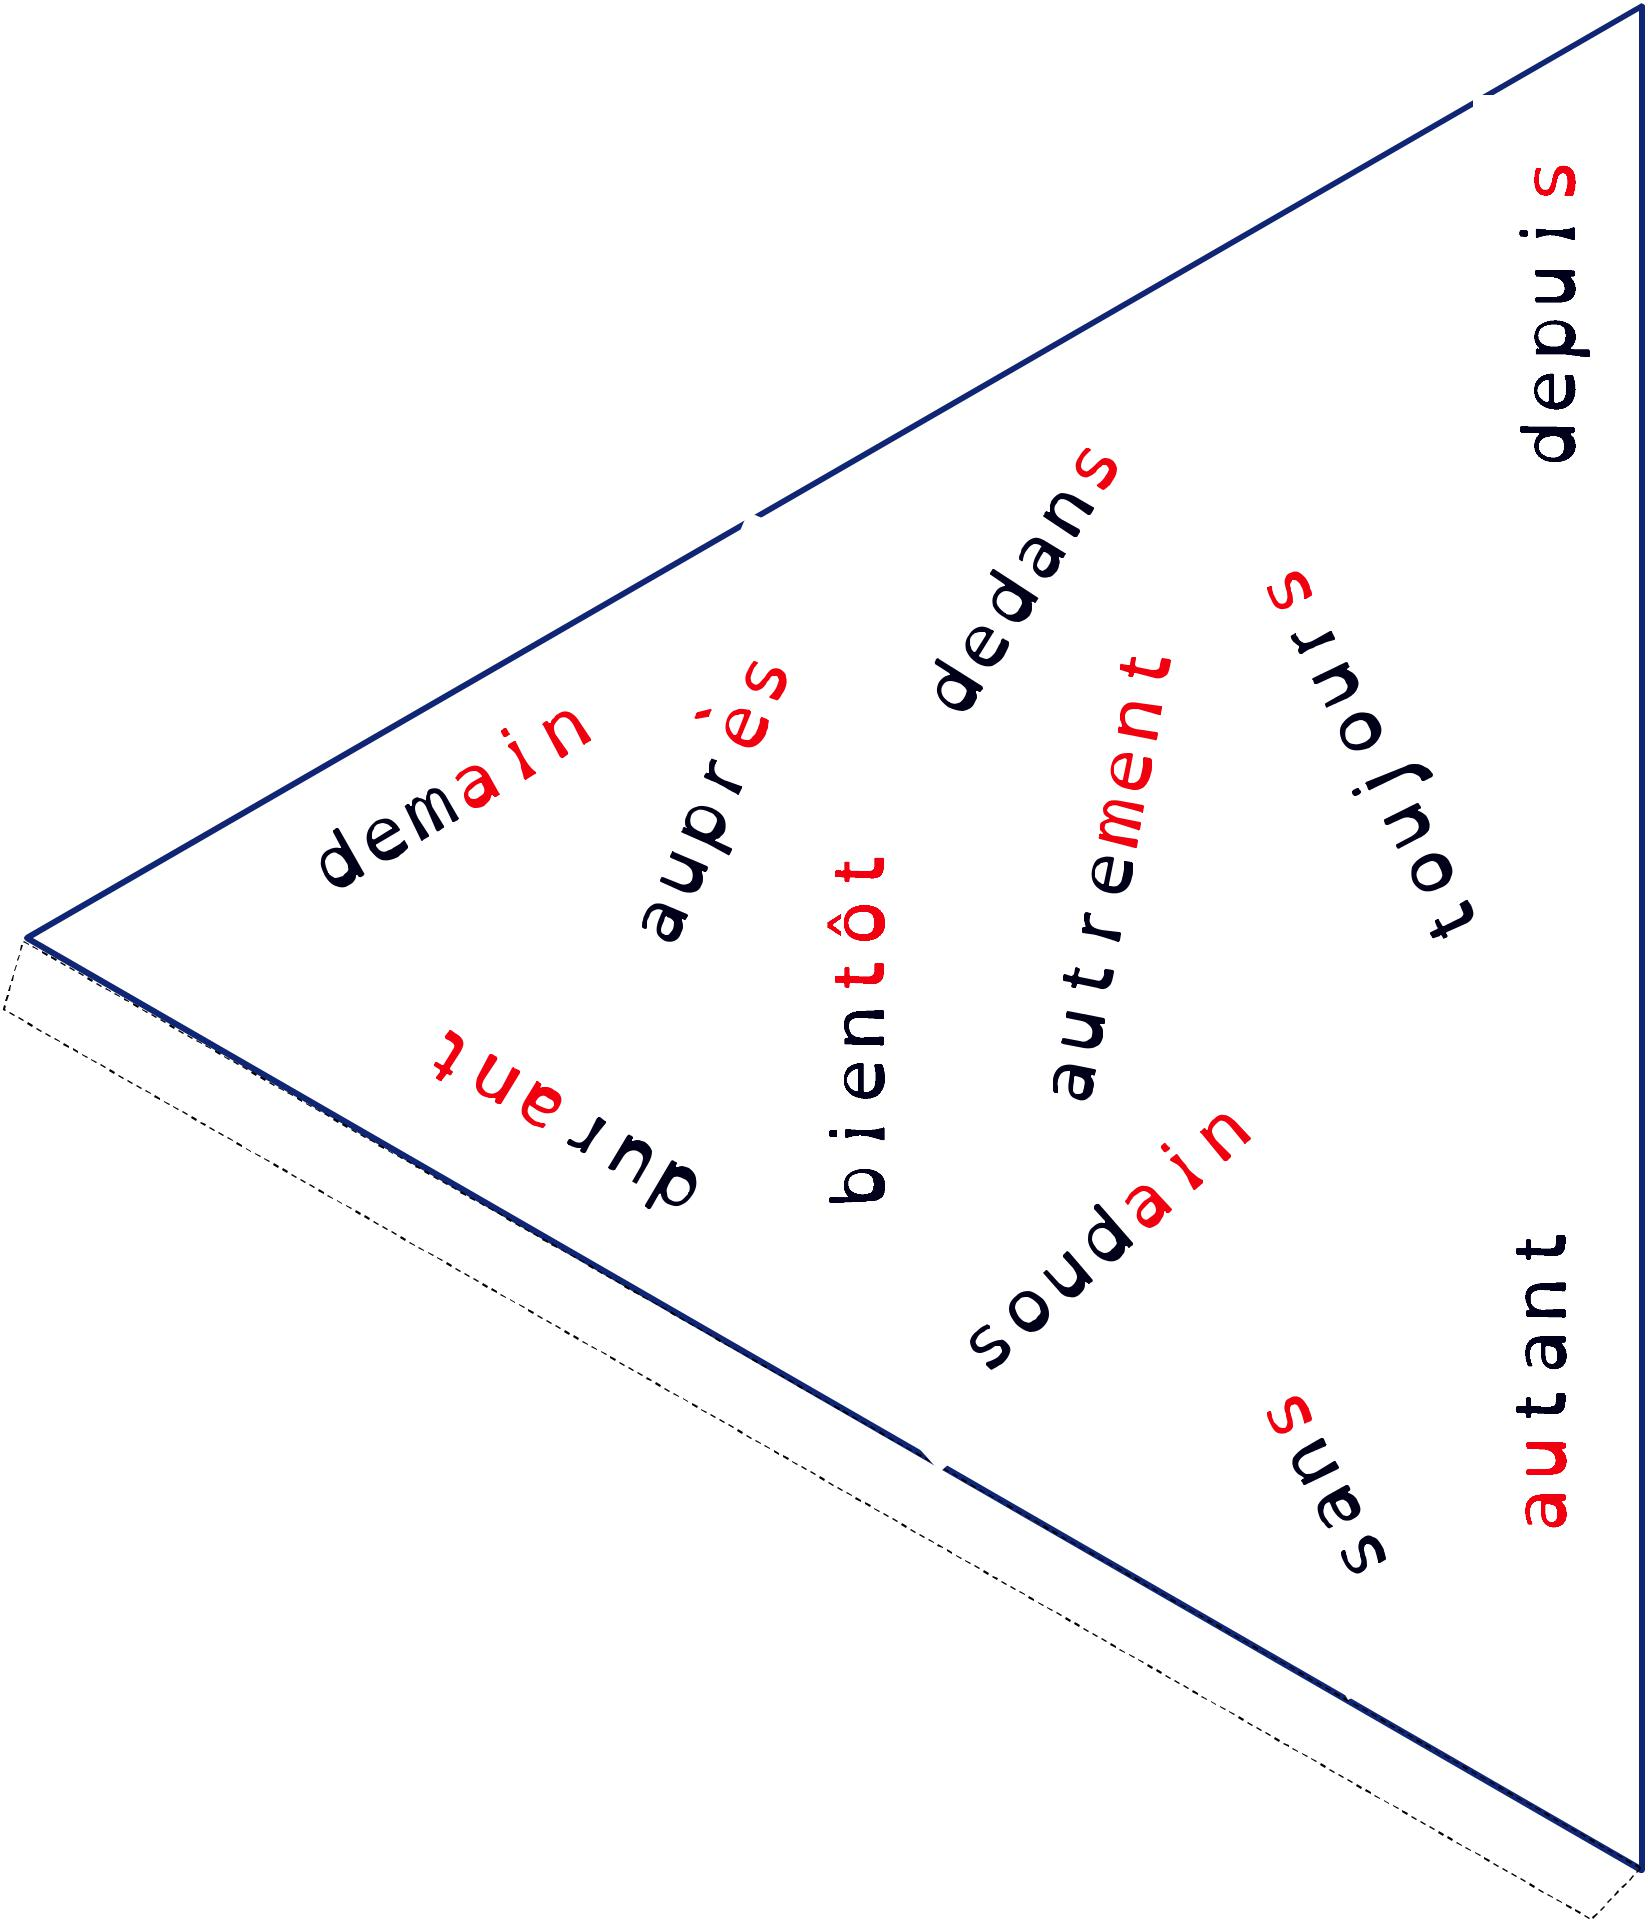 depuis
dedans
toujours
demain
auprès
autrement
bientôt
durant
soudain
autant
sans